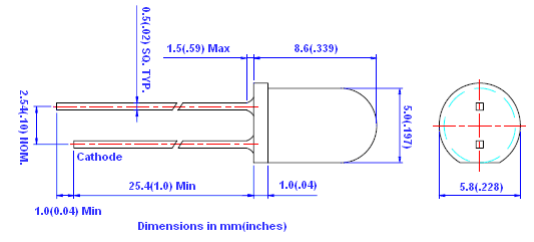 0.5(.02) SQ. TYP.
1.5(.59) Max
8.6(.339)
2.54(.10) NOM.
5.0(.197)
Cathode
25.4(1.0) Min
1.0(.04)
5.8(.228)
1.0(0.04) Min
Dimensions in mm(inches)